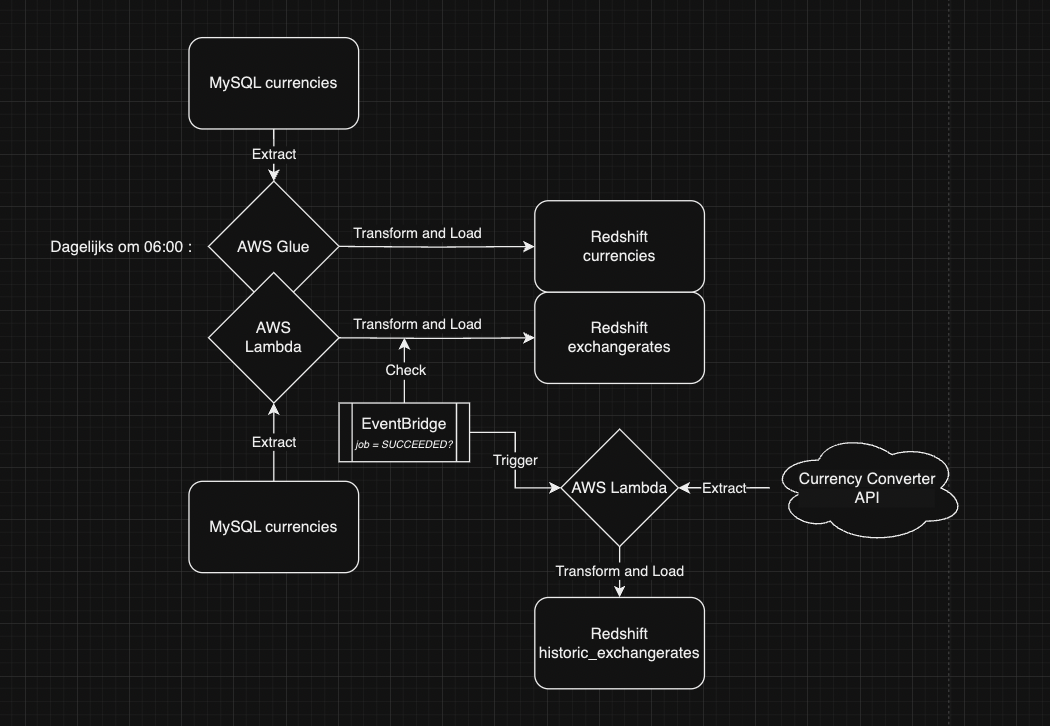 MySQL currencies
Extract
Dagelijks om 06:00 :
AWS Glue
Transform and Load
Redshift
currencies
AWS
Lambda
Transform and Load
Redshift
exchangerates
Check
EventBridge
job = SUCCEEDED?
Extract
Trigger
AWS Lambda
Extract
Currency Converter
API
MySQL currencies
Transform and Load
Redshift
historic_exchangerates